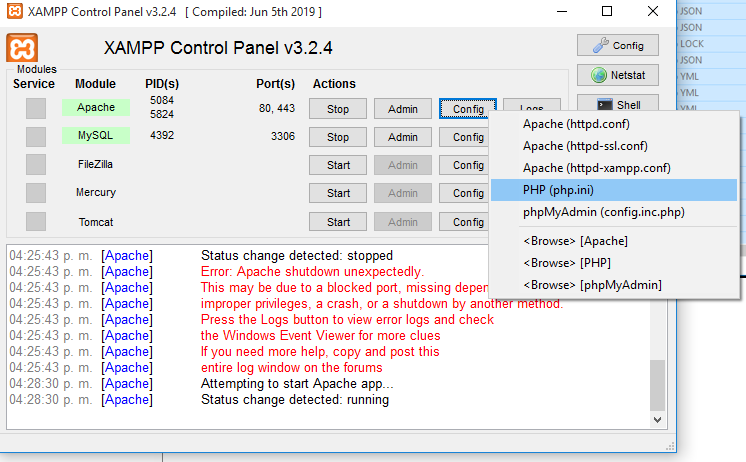 XAMPP Control Panel v3.2.4 [ Compiled: Jun 5th 2019 ]
JSON
JSON
LOCK
JSON
YML
YML
YML
XAMPP Control Panel v3.2.4
Config
Netstat
Shell
Modules
Service Module PID(s) Port(s) Actions
Apache 5084 5824 80, 443 Stop Admin Config Logs
MySQL 4392 3306 Stop Admin Config
FileZilla Start Admin Config
Mercury Start Admin Config
Tomcat Start Admin Config
Apache (httpd.conf)
Apache (httpd-ssl.conf)
Apache (httpd-xampp.conf)
PHP (php.ini)
phpMyAdmin (config.inc.php)
<Browse> [Apache]
<Browse> [PHP]
<Browse> [phpMyAdmin]
04:25:43 p. m. [Apache] Status change detected: stopped
04:25:43 p. m. [Apache] Error: Apache shutdown unexpectedly.
04:25:43 p. m. [Apache] This may be due to a blocked port, missing depen
04:25:43 p. m. [Apache] improper privileges, a crash, or a shutdown by another method.
04:25:43 p. m. [Apache] Press the Logs button to view error logs and check
04:25:43 p. m. [Apache] the Windows Event Viewer for more clues
04:25:43 p. m. [Apache] If you need more help, copy and post this
04:25:43 p. m. [Apache] entire log window on the forums
04:28:30 p. m. [Apache] Attempting to start Apache app...
04:28:30 p. m. [Apache] Status change detected: running